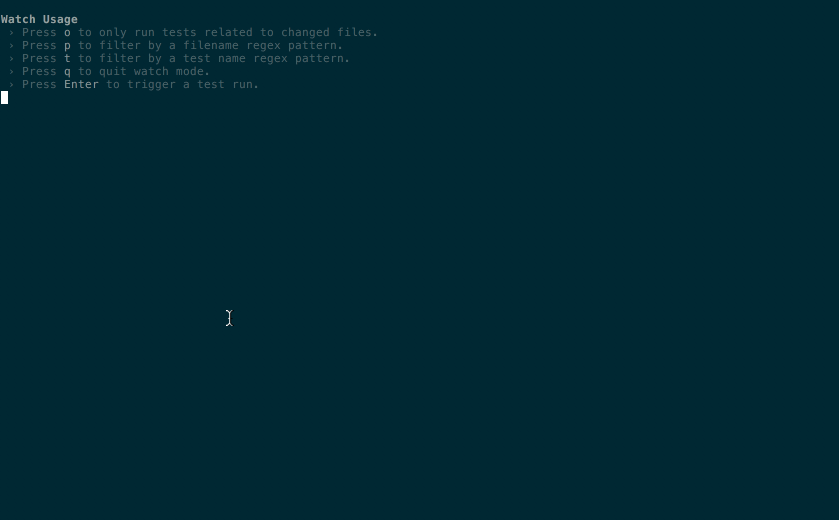 Watch Usage
› Press o to only run tests related to changed files.
› Press p to filter by a filename regex pattern.
› Press t to filter by a test name regex pattern.
› Press q to quit watch mode.
› Press Enter to trigger a test run.